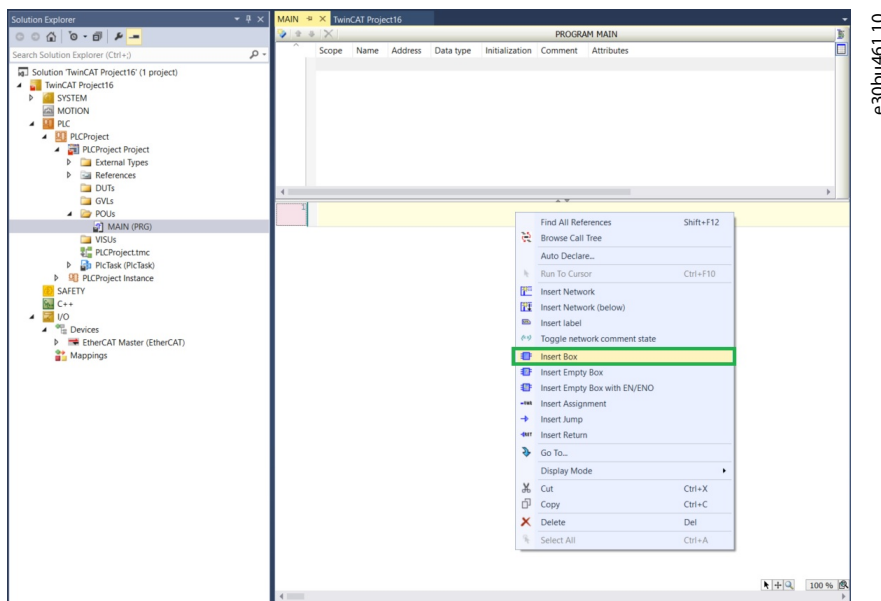 Solution Explorer
Search Solution Explorer (Ctrl+;)
Solution 'TwinCAT Project16' (1 project)
TwinCAT Project16
SYSTEM
MOTION
PLC
PLCProject
PLCProject Project
External Types
References
DUTs
GVLs
POUs
MAIN (PRG)
VISUs
PLCProject.tmc
PlcTask (PlcTask)
PLCProject Instance
SAFETY
C++
I/O
Devices
EtherCAT Master (EtherCAT)
Mappings
MAIN TwinCAT Project16
PROGRAM MAIN
Scope Name Address Data type Initialization Comment Attributes
1
Find All References Shift+F12
Browse Call Tree
Auto Declare...
Run To Cursor Ctrl+F10
Insert Network
Insert Network (below)
Insert label
Toggle network comment state
Insert Box
Insert Empty Box
Insert Empty Box with EN/ENO
Insert Assignment
Insert Jump
Insert Return
Go To...
Display Mode
Cut Ctrl+X
Copy Ctrl+C
Delete Del
Select All Ctrl+A
100 %
e30bu461.10